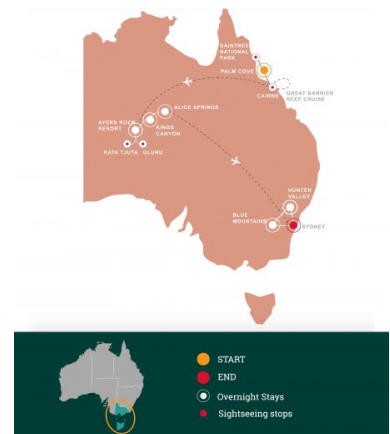 DAINTREE
NATIONAL
PARK
PALM COVE
CAIRNS
GREAT BARRIER
REEF CRUISE
ALICE SPRINGS
AYERS ROCK
RESORT
KINGS
CANYON
KATA TJUTA
ULURU
HUNTER
VALLEY
BLUE
MOUNTAINS
SYDNEY
START
END
Overnight Stays
Sightseeing stops